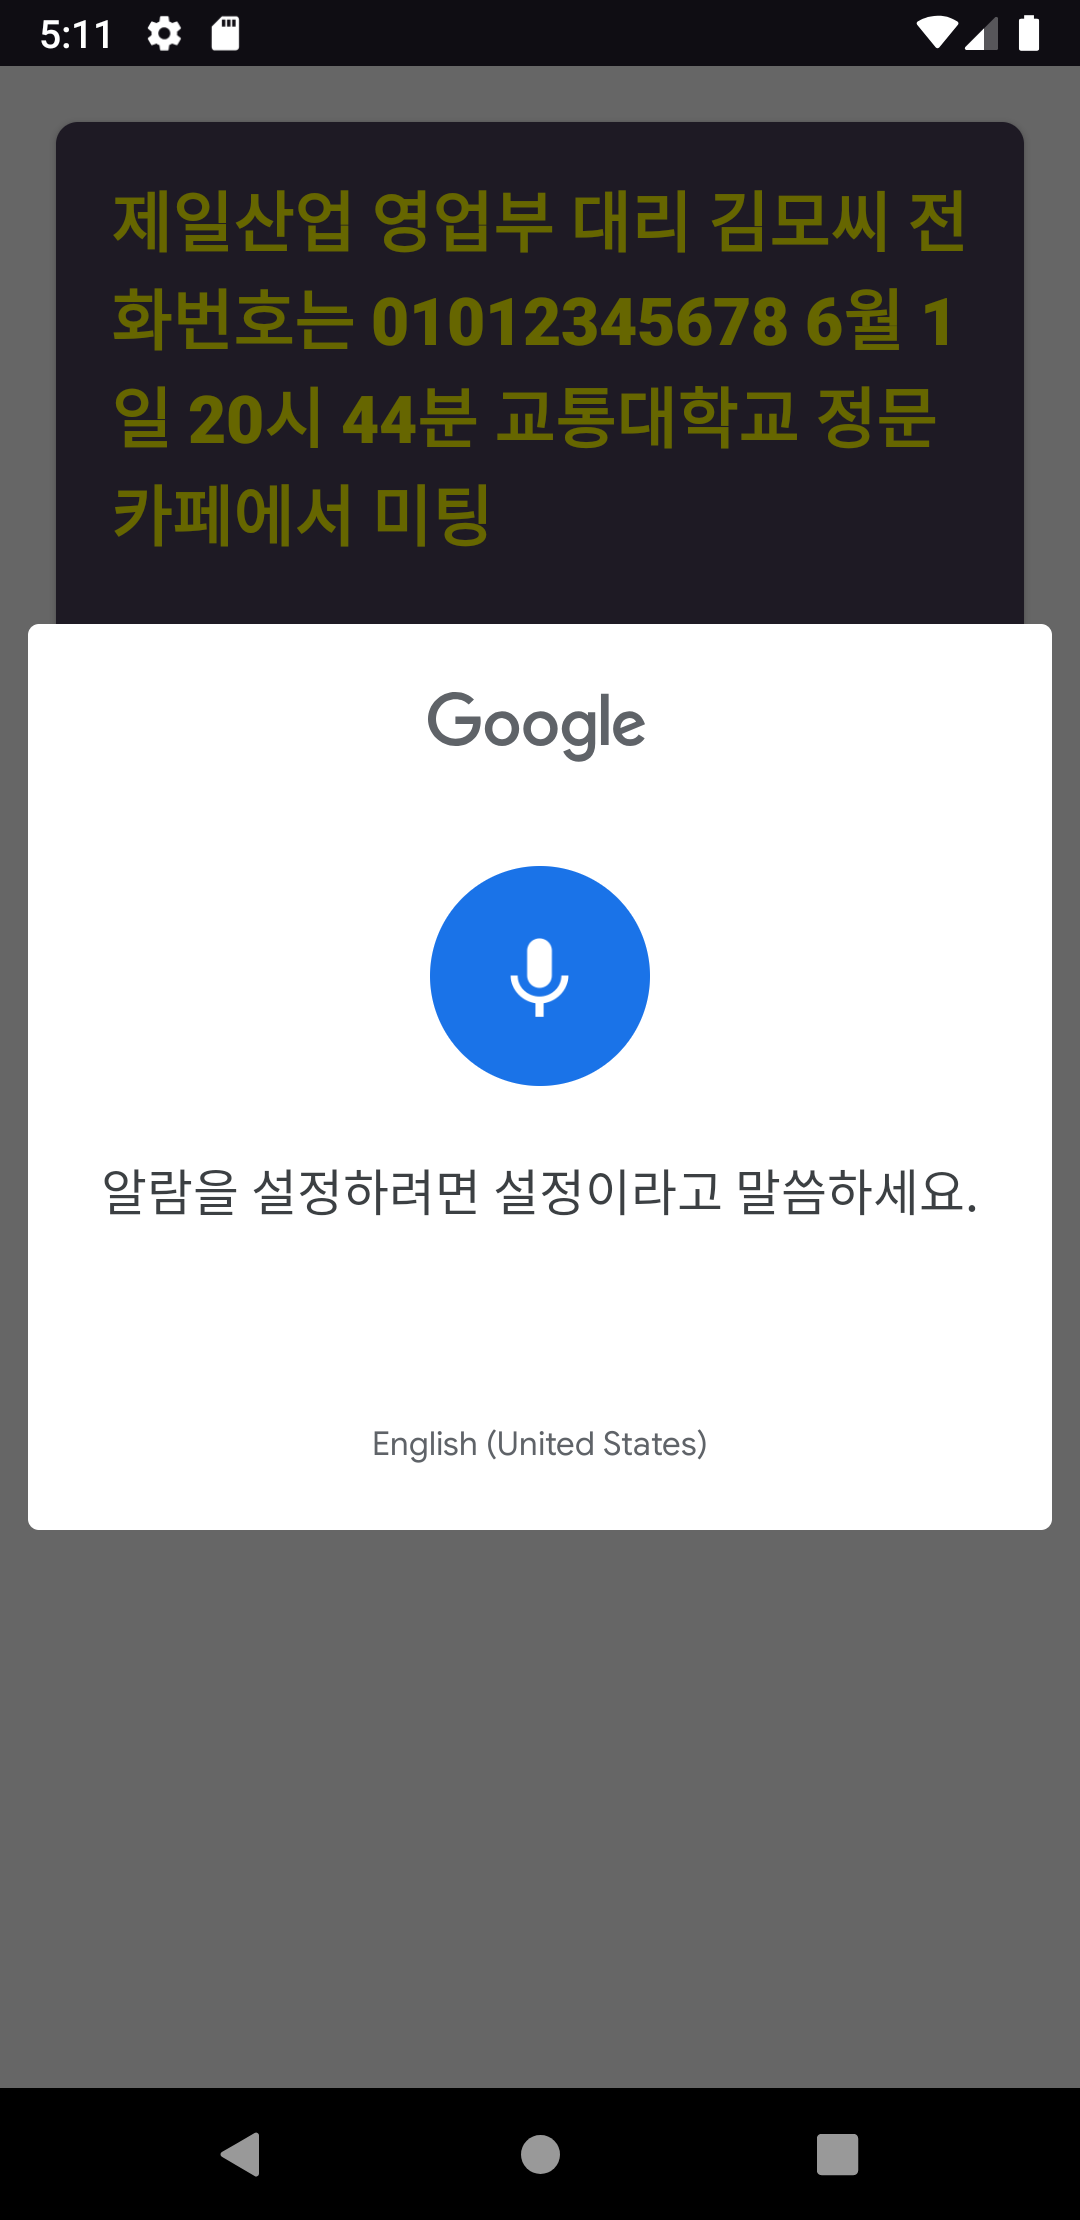 5:11
제일산업 영업부 대리 김모씨 전
화번호는 01012345678 6월 1
일 20시 44분 교통대학교 정문
카페에서 미팅
Google
알람을 설정하려면 설정이라고 말씀하세요.
English (United States)